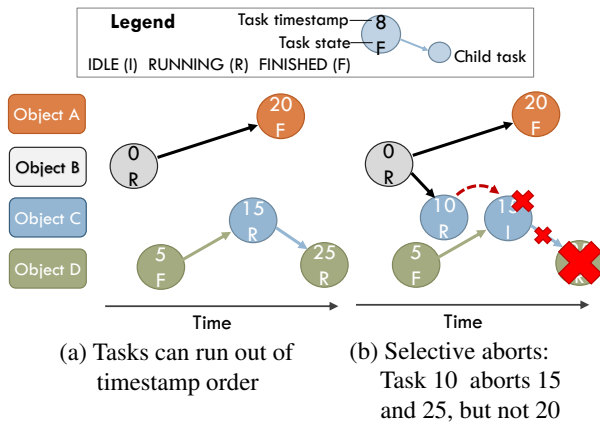 Legend
Task timestamp
Task state
8
F
Child task
IDLE (I) RUNNING (R) FINISHED (F)
Object A
Object B
Object C
Object D
20
F
0
R
15
R
5
F
25
R
Time
(a) Tasks can run out of
timestamp order
20
F
0
R
10
R
I
5
F
R
Time
(b) Selective aborts:
Task 10 aborts 15
and 25, but not 20